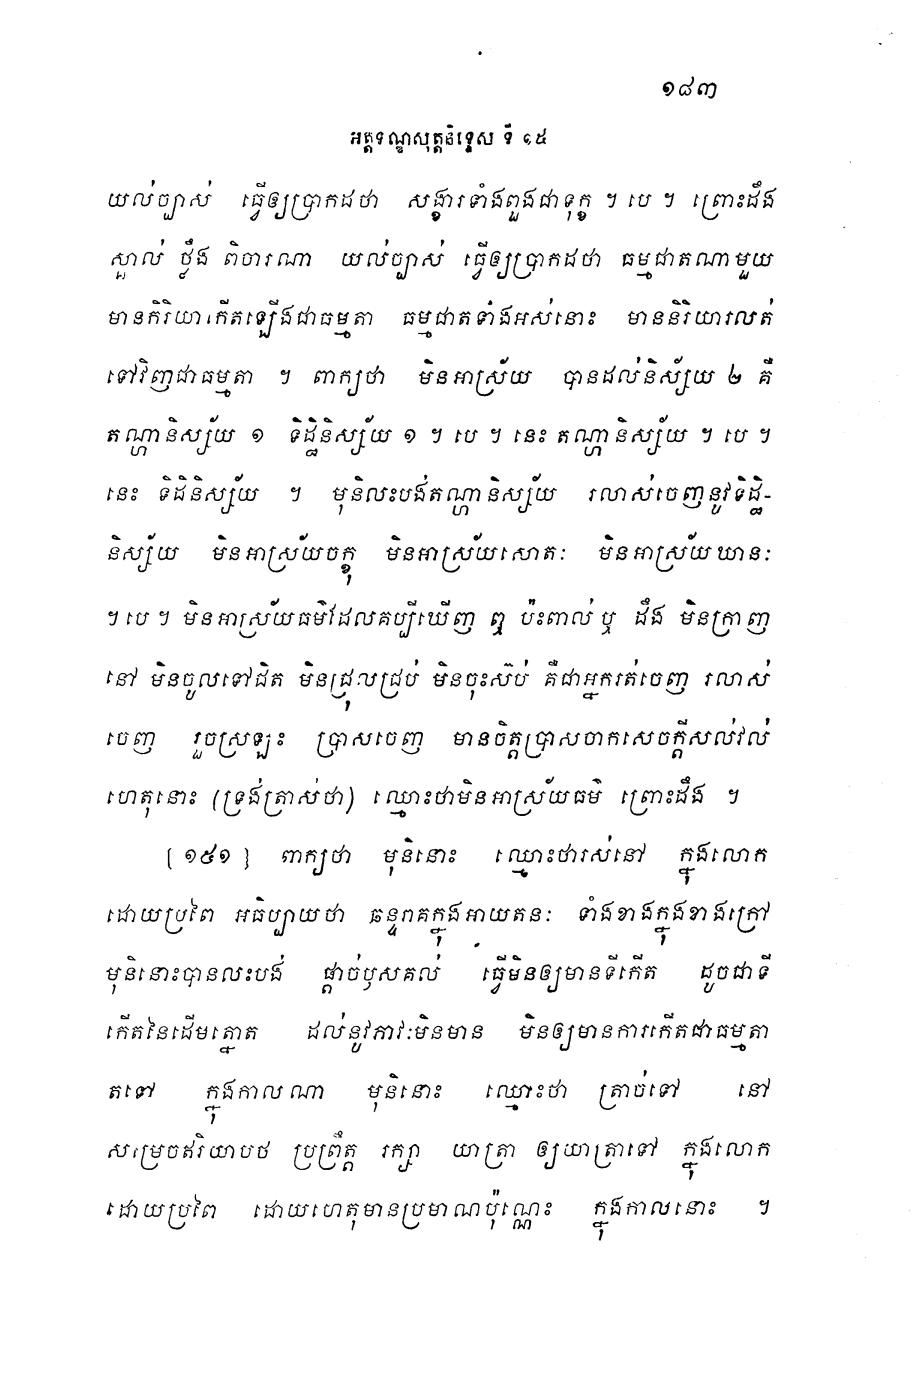 ១៨៣
អត្តទណ្ឌសុត្តនិទ្ទេស ទី ១៥
យល់ច្បាស់ ធ្វើឲ្យប្រាកដថា សង្ខារទាំងពួងជាទុក្ខ ។ បេ ។ ព្រោះដឹង
ស្គាល់ ថ្លឹង ពិចារណា យល់ច្បាស់ ធ្វើឲ្យប្រាកដថា ធម្មជាតណាមួយ
មានកិរិយាកើតឡើងជាធម្មតា ធម្មជាតទាំងអស់នោះ មាននិរិយារលត់
ទៅវិញជាធម្មតា ។ ពាក្យថា មិនអាស្រ័យ បានដល់និស្ស័យ ២ គឺ
តណ្ហានិស្ស័យ ១ ទិដ្ឋិនិស្ស័យ ១ ។ បេ ។ នេះ តណ្ហានិស្ស័យ ។ បេ ។
នេះ ទិដិនិស្ស័យ ។ មុនិលះបង់តណ្ហានិស្ស័យ រលាស់ចេញនូវទិដ្ឋិ-
និស្ស័យ មិនអាស្រ័យចក្ខុ មិនអាស្រ័យសោតៈ មិនអាស្រ័យឃានៈ
។ បេ ។ មិនអាស្រ័យធម៌ដែលគប្បីឃើញ ឮ ប៉ះពាល់ ឬ ដឹង មិនត្រាញ
នៅ មិនចូលទៅជិត មិនជ្រុលជ្រប់ មិនចុះស៊ប់ គឺជាអ្នករត់ចេញ រលាស់
ចេញ រួចស្រឡះ ប្រាសចេញ មានចិត្តប្រាសចាកសេចក្តីសល់វល់
ហេតុនោះ (ទ្រង់ត្រាស់ថា) ឈ្មោះថាមិនអាស្រ័យធម៌ ព្រោះដឹង ។
[ ១៥១ ] ពាក្យថា មុនិនោះ ឈ្មោះថារស់នៅ ក្នុងលោក
ដោយប្រពៃ អធិប្បាយថា ឆន្ទរាគក្នុងអាយតនៈ ទាំងខាងក្នុងខាងក្រៅ
មុនិនោះបានលះបង់ ផ្តាច់ឫសគល់ ធ្វើមិនឲ្យមានទីកើត ដូចជាទី
កើតនៃដើមត្នោត ដល់នូវភាវៈមិនមាន មិនឲ្យមានការកើតជាធម្មតា
តទៅ ក្នុងកាលណា មុនិនោះ ឈ្មោះថា ត្រាច់ទៅ នៅ
សម្រេចឥរិយាបថ ប្រព្រឹត្ត រក្សា យាត្រា ឲ្យយាត្រាទៅ ក្នុងលោក
ដោយប្រពៃ ដោយហេតុមានប្រមាណប៉ុណ្ណេះ ក្នុងកាលនោះ ។